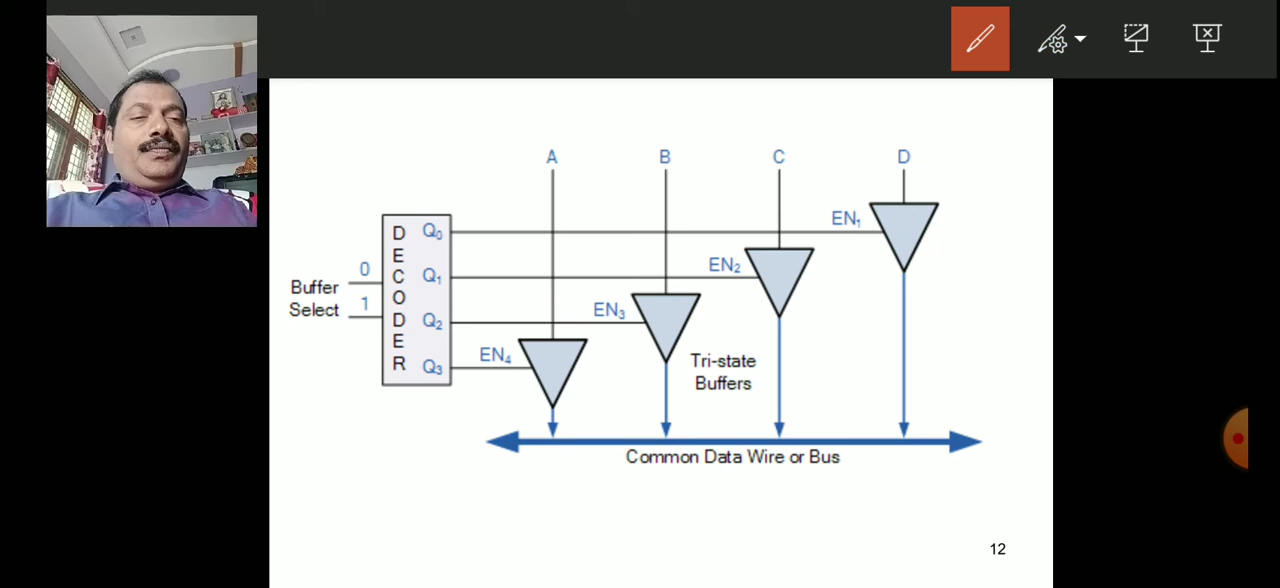 A B C D
EN₁
D Q₀
E
EN₂
0
C Q₁
Buffer
Select
1
O
EN₃
D Q₂
E
EN₄
R Q₃
Tri-state
Buffers
Common Data Wire or Bus
12